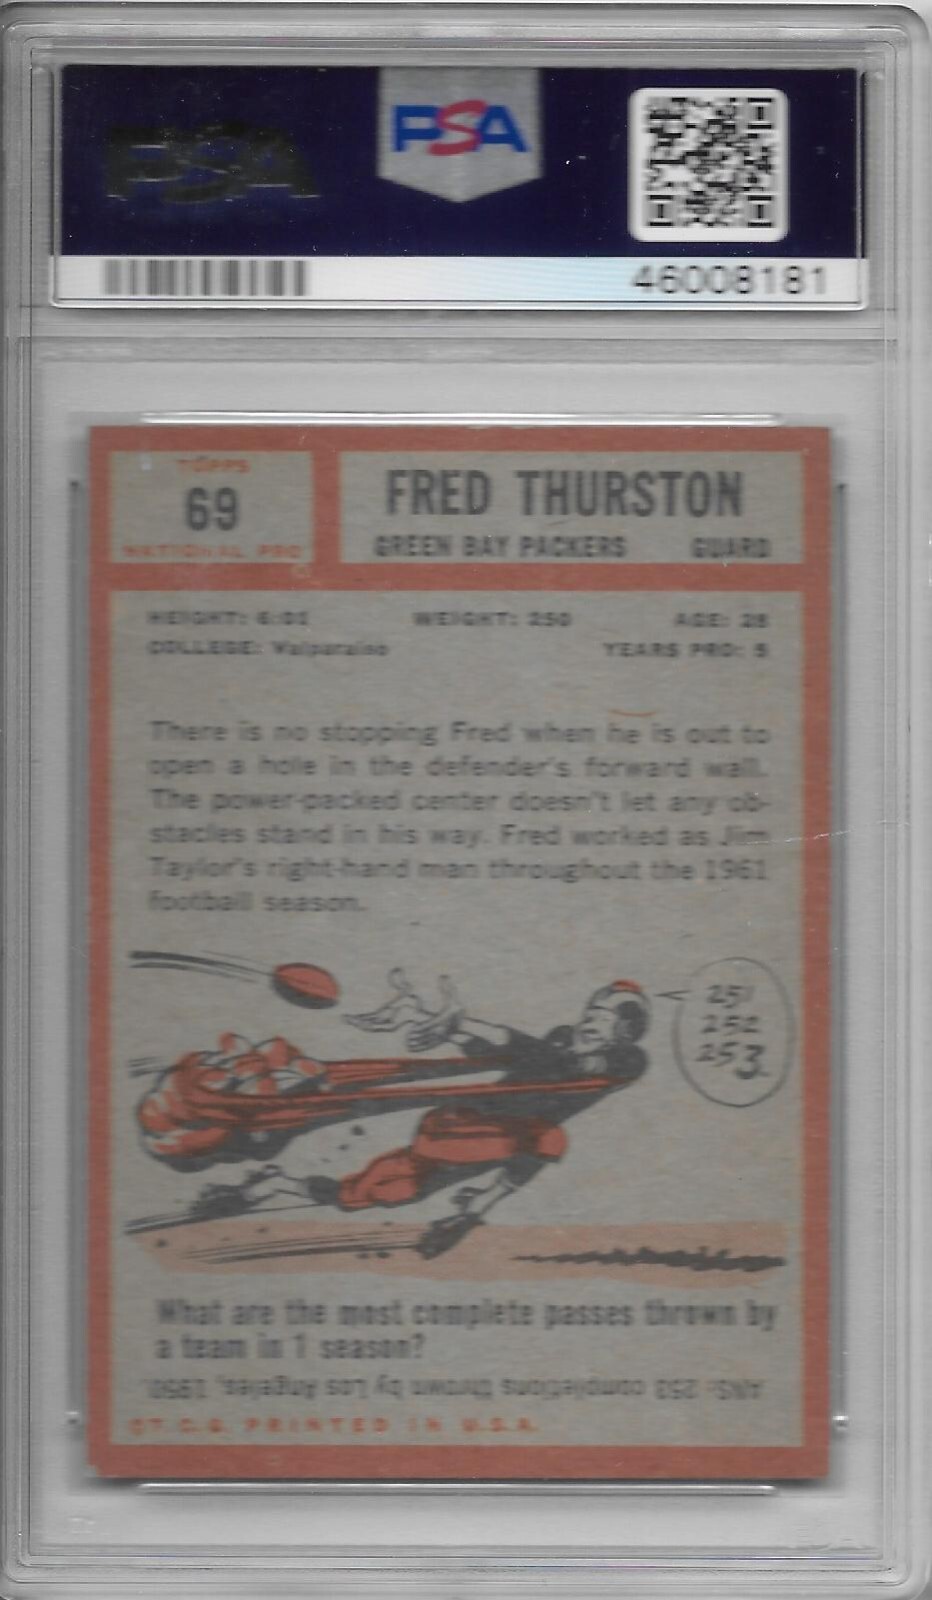 PSA
PSA
46008181
TOPPS
69
NATIONAL PRO
FRED THURSTON
GREEN BAY PACKERS GUARD
HEIGHT: 6:01 WEIGHT: 250 AGE: 28
COLLEGE: Valparaiso YEARS PRO: 5
There is no stopping Fred when he is out to
open a hole in the defender's forward wall.
The power-packed center doesn't let any ob-
stacles stand in his way. Fred worked as Jim
Taylor's right-hand man throughout the 1961
football season.
251
252
253
What are the most complete passes thrown by
a team in 1 season?
ANS: 253 completions thrown by Los Angeles, 1950.
©T.C.G. PRINTED IN U.S.A.